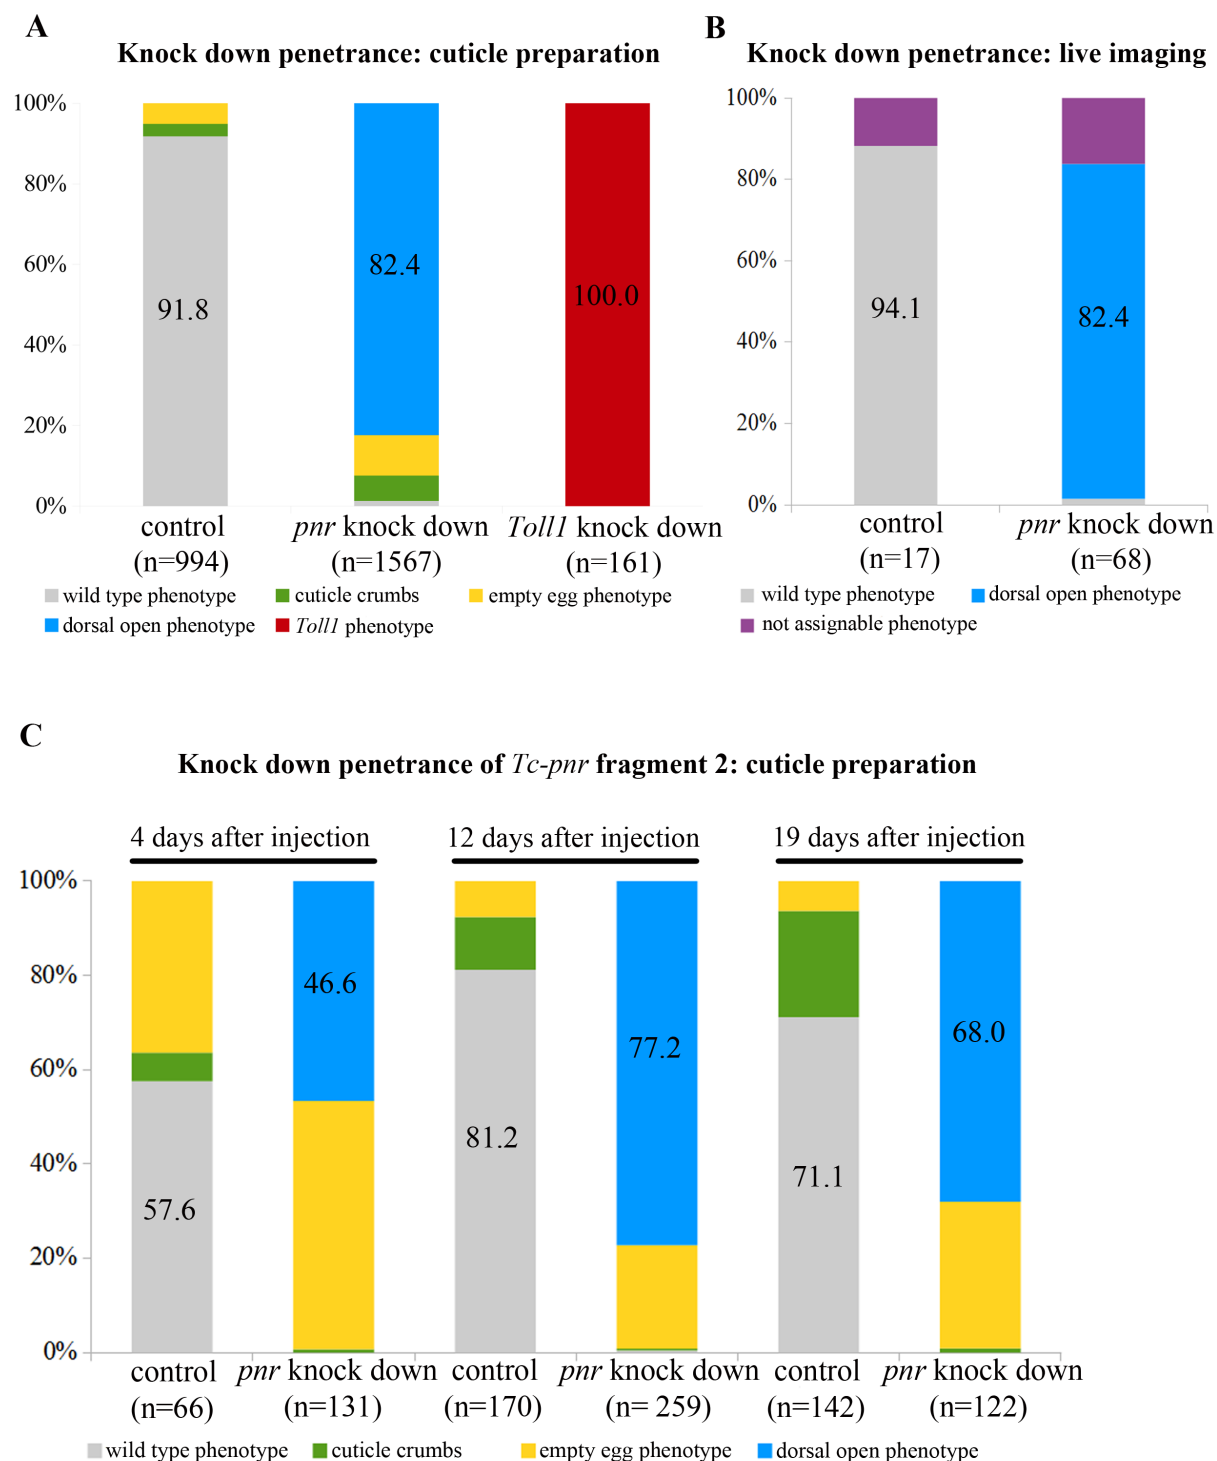 A
Knock down penetrance: cuticle preparation
100%
80%
60%
40%
20%
0%
91.8
82.4
100.0
control
(n=994)
pnr knock down
(n=1567)
Toll1 knock down
(n=161)
wild type phenotype
cuticle crumbs
empty egg phenotype
dorsal open phenotype
Toll1 phenotype
B
Knock down penetrance: live imaging
100%
80%
60%
40%
20%
0%
94.1
82.4
control
(n=17)
pnr knock down
(n=68)
wild type phenotype
dorsal open phenotype
not assignable phenotype
C
Knock down penetrance of Tc-pnr fragment 2: cuticle preparation
4 days after injection
12 days after injection
19 days after injection
100%
80%
60%
40%
20%
0%
57.6
46.6
81.2
77.2
71.1
68.0
control
(n=66)
pnr knock down
(n=131)
control
(n=170)
pnr knock down
(n= 259)
control
(n=142)
pnr knock down
(n=122)
wild type phenotype
cuticle crumbs
empty egg phenotype
dorsal open phenotype